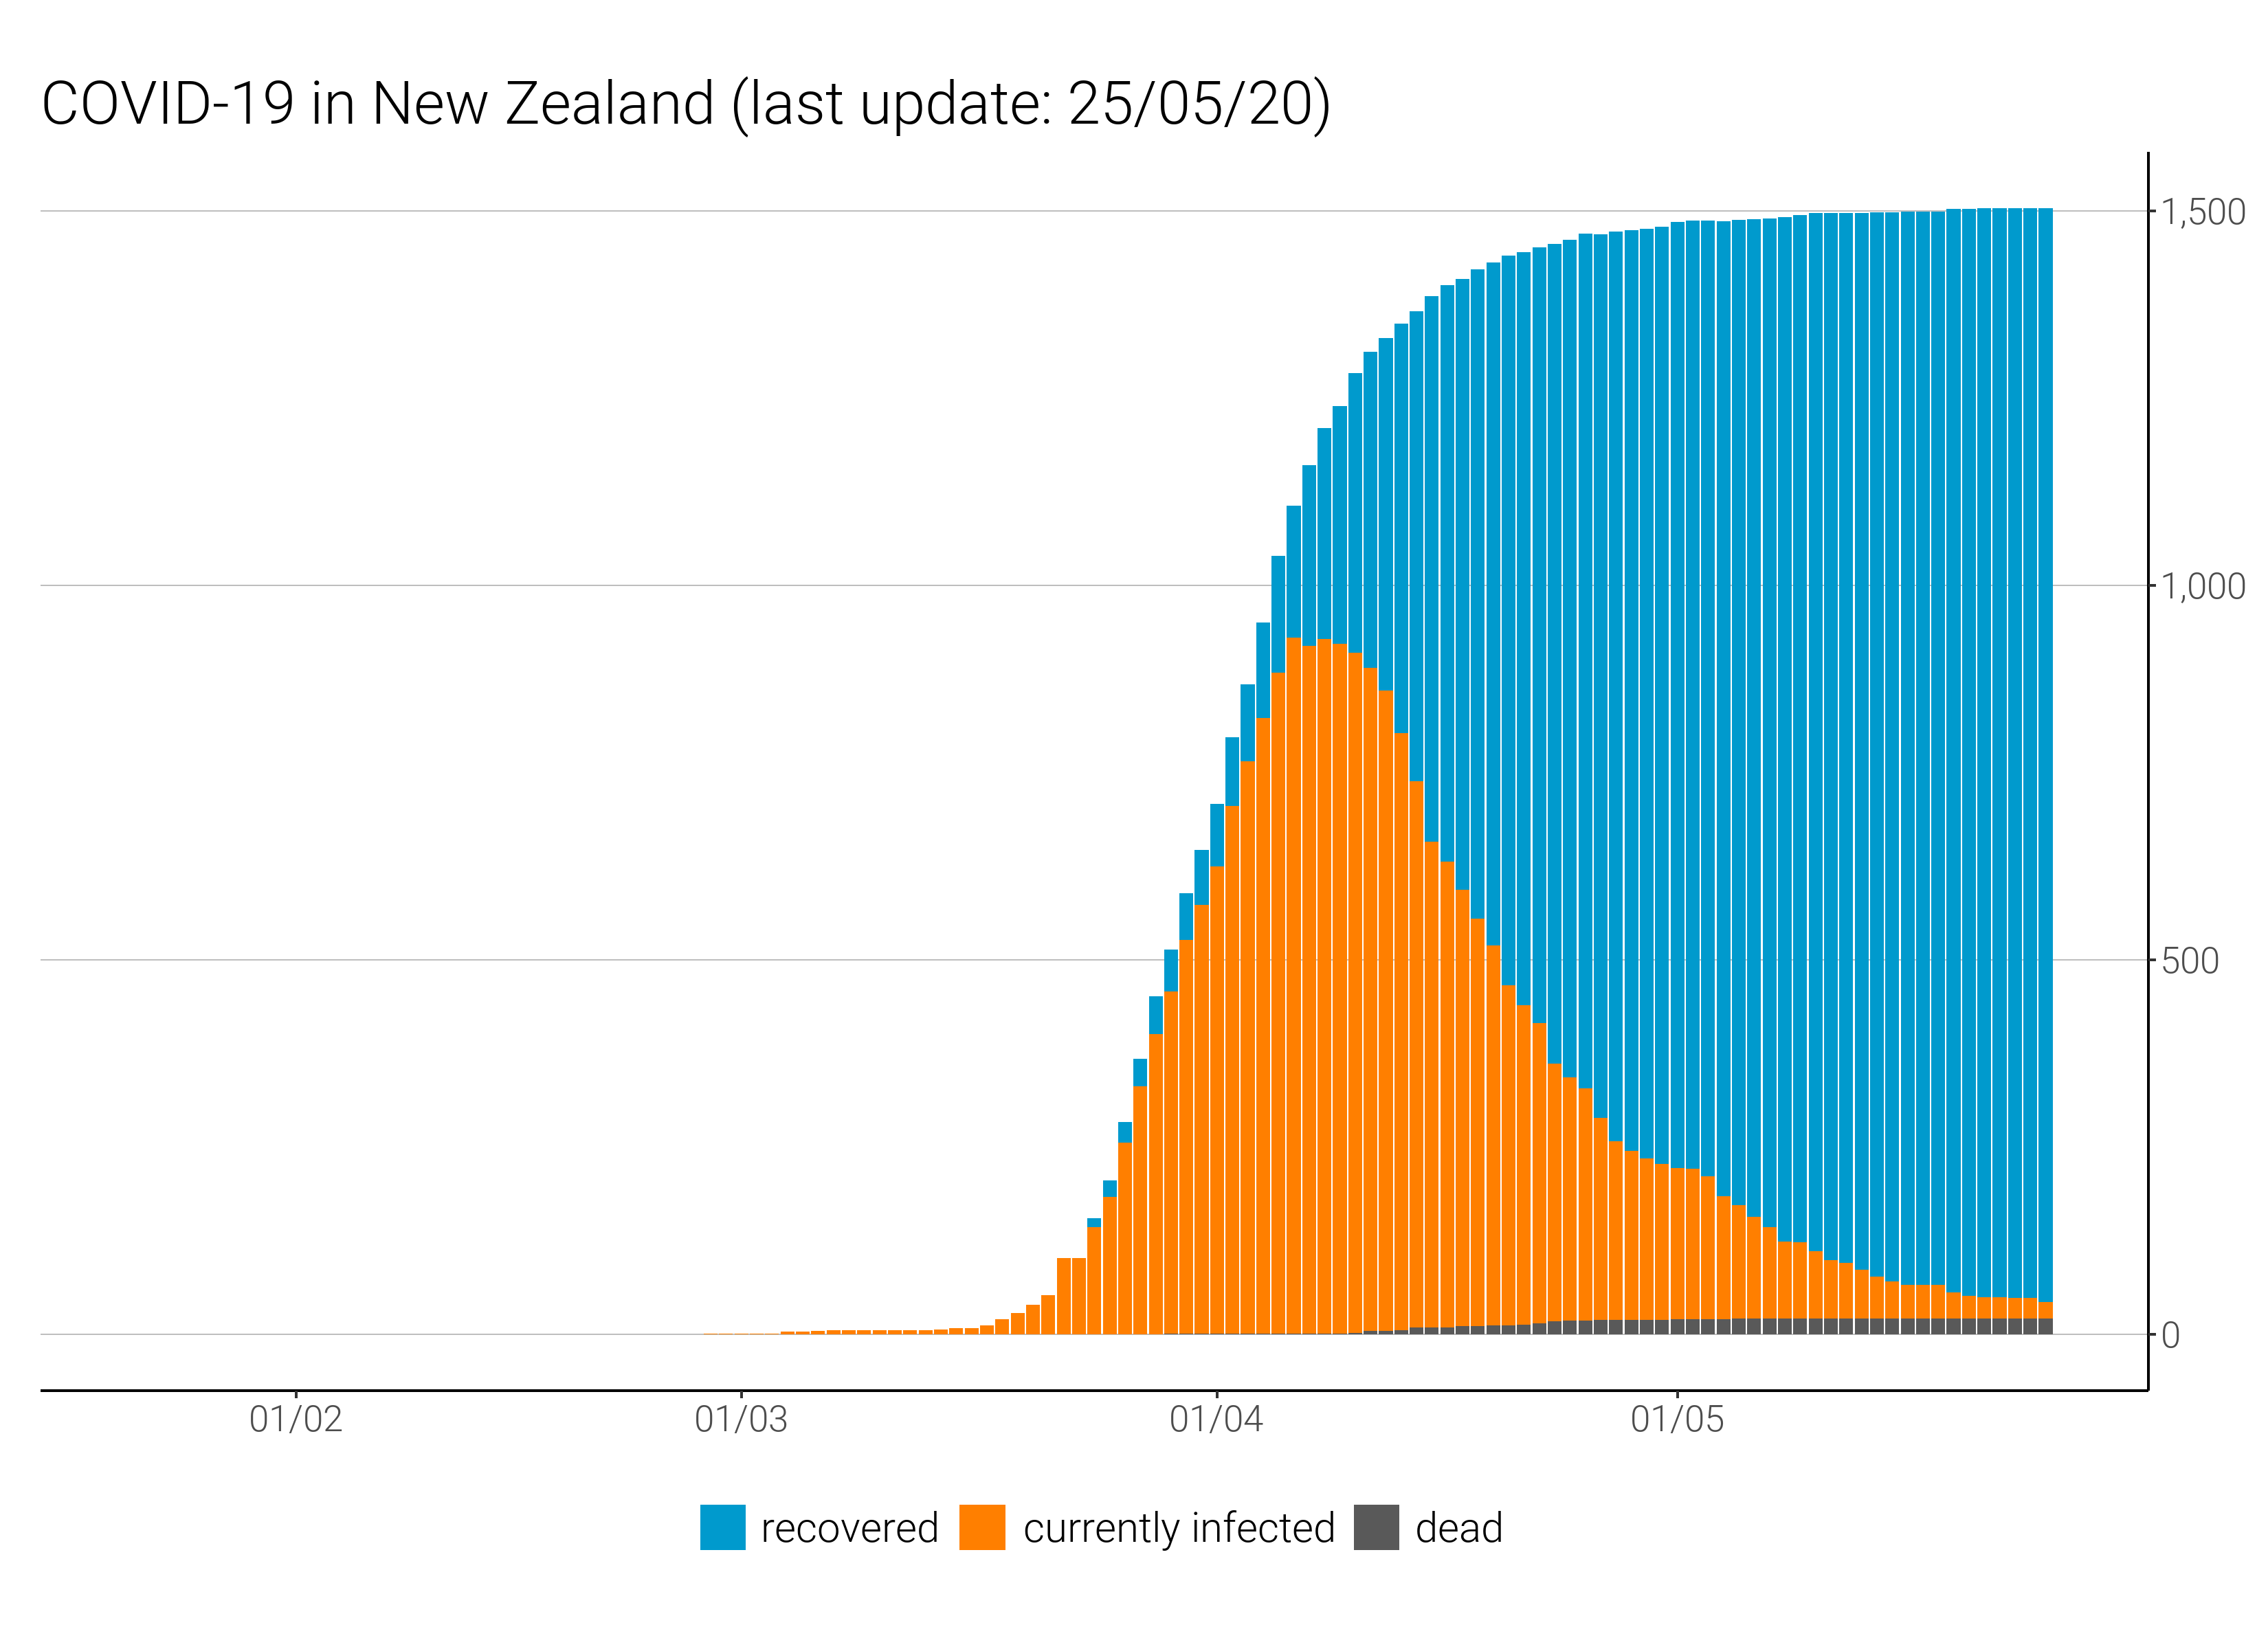 COVID-19 in New Zealand (last update: 25/05/20)
1,500
1,000
500
0
01/02 01/03 01/04 01/05
recovered currently infected dead